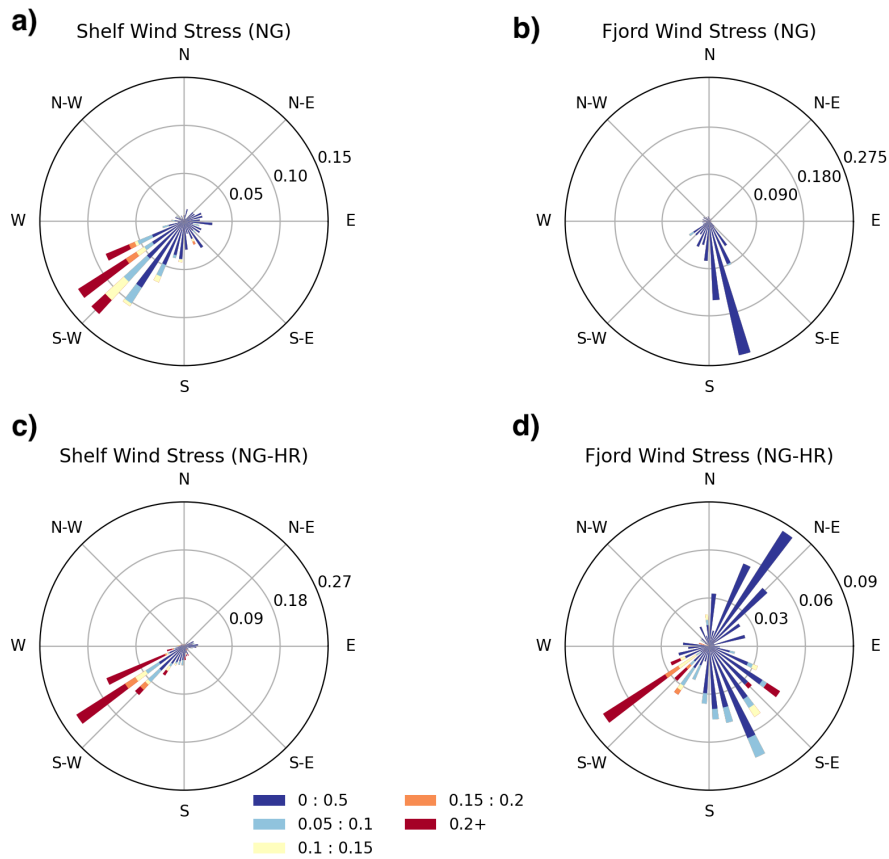 a)
Shelf Wind Stress (NG)
N
N-W
N-E
0.15
0.10
0.05
W
E
S-W
S-E
S
b)
Fjord Wind Stress (NG)
N
N-W
N-E
0.275
0.180
0.090
W
E
S-W
S-E
S
c)
Shelf Wind Stress (NG-HR)
N
N-W
N-E
0.27
0.18
0.09
W
E
S-W
S-E
S
d)
Fjord Wind Stress (NG-HR)
N
N-W
N-E
0.09
0.06
0.03
W
E
S-W
S-E
S
0 : 0.5
0.05 : 0.1
0.1 : 0.15
0.15 : 0.2
0.2+